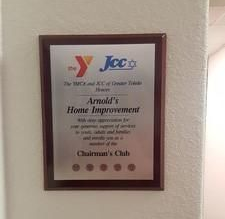 Y
Jcc
The YMCA and JCC of Greater Toledo
Honors
Arnold's
Home Improvement
With deep appreciation for
your generous support of services
to youth, adults and families
and enrolls you as a
member of the
Chairman's Club